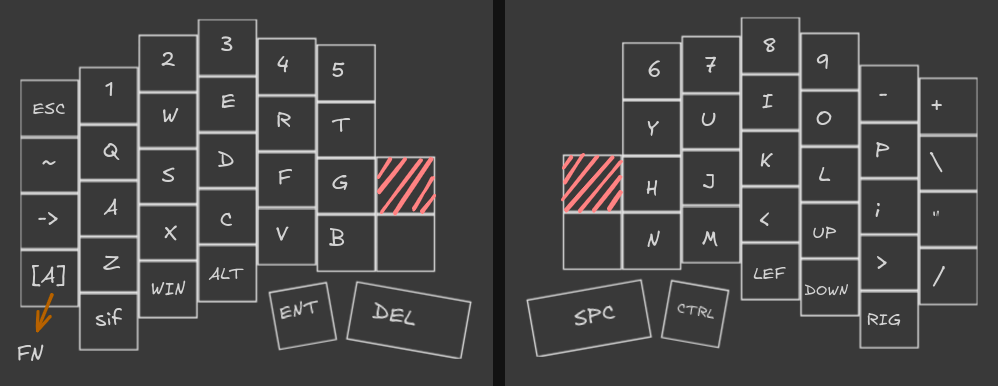 ESC 1 2 3 4 5
~ Q W E R T
-> A S D F G
[A] Z X C V B
sif WIN ALT
ENT DEL
FN
6 7 8 9 - +
Y U I O P \
H J K L i "
N M < UP > /
LEF DOWN RIG
SPC CTRL